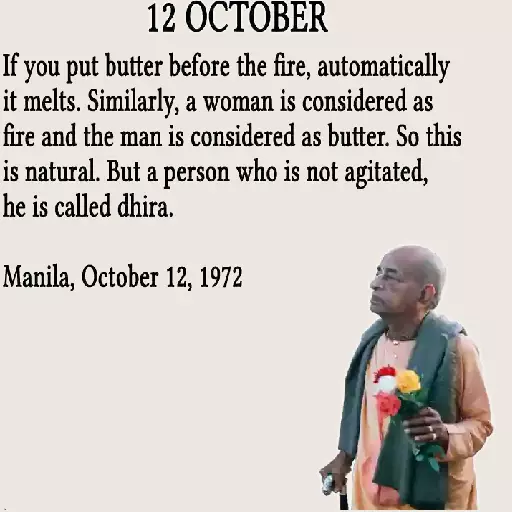 12 OCTOBER
If you put butter before the fire, automatically
it melts. Similarly, a woman is considered as
fire and the man is considered as butter. So this
is natural. But a person who is not agitated,
he is called dhira.
Manila, October 12, 1972